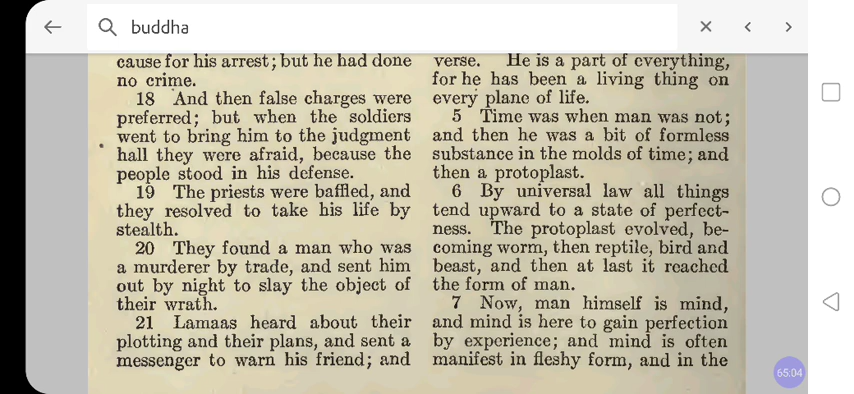 buddha
cause for his arrest; but he had done
no crime.
18 And then false charges were
preferred; but when the soldiers
went to bring him to the judgment
hall they were afraid, because the
people stood in his defense.
19 The priests were baffled, and
they resolved to take his life by
stealth.
20 They found a man who was
a murderer by trade, and sent him
out by night to slay the object of
their wrath.
21 Lamaas heard about their
plotting and their plans, and sent a
messenger to warn his friend; and
verse. He is a part of everything,
for he has been a living thing on
every plane of life.
5 Time was when man was not;
and then he was a bit of formless
substance in the molds of time; and
then a protoplast.
6 By universal law all things
tend upward to a state of perfect-
ness. The protoplast evolved, be-
coming worm, then reptile, bird and
beast, and then at last it reached
the form of man.
7 Now, man himself is mind,
and mind is here to gain perfection
by experience; and mind is often
manifest in fleshy form, and in the
65:04